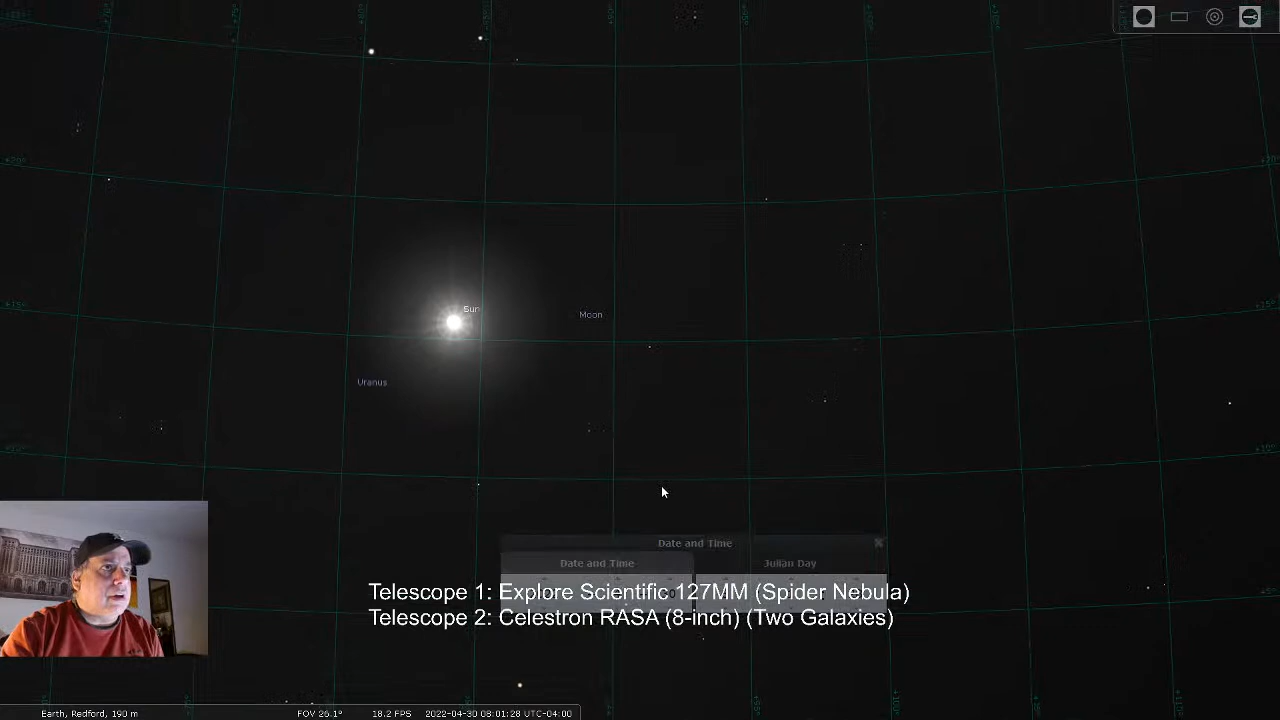 Sun
Moon
Uranus
Date and Time
Date and Time
Julian Day
Telescope 1: Explore Scientific 127MM (Spider Nebula)
Telescope 2: Celestron RASA (8-inch) (Two Galaxies)
Earth, Redford, 190 m
FOV 26.1°
18.2 FPS
2022-04-30 08:01:28 UTC-04:00